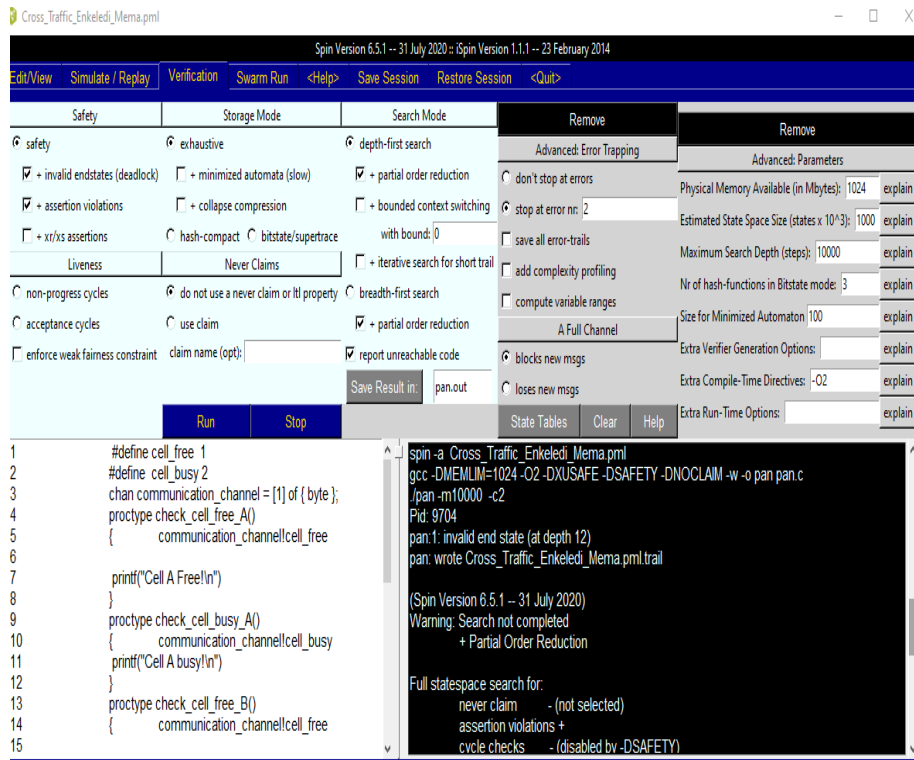 Cross_Traffic_Enkeledi_Mema.pml
Spin Version 6.5.1 -- 31 July 2020 :: iSpin Version 1.1.1 -- 23 February 2014
Edit/View Simulate / Replay Verification Swarm Run <Help> Save Session Restore Session <Quit>
Safety
safety
+ invalid endstates (deadlock)
+ assertion violations
+ xr/xs assertions
Liveness
non-progress cycles
acceptance cycles
enforce weak fairness constraint
Storage Mode
exhaustive
+ minimized automata (slow)
+ collapse compression
hash-compact bitstate/supertrace
Never Claims
do not use a never claim or ltl property
use claim
claim name (opt):
Run Stop
Search Mode
depth-first search
+ partial order reduction
+ bounded context switching
with bound: 0
+ iterative search for short trail
breadth-first search
+ partial order reduction
report unreachable code
Save Result in: pan.out
Remove
Advanced: Error Trapping
don't stop at errors
stop at error nr: 2
save all error-trails
add complexity profiling
compute variable ranges
A Full Channel
blocks new msgs
loses new msgs
State Tables Clear Help
Remove
Advanced: Parameters
Physical Memory Available (in Mbytes): 1024 explain
Estimated State Space Size (states x 10^3): 1000 explain
Maximum Search Depth (steps): 10000 explain
Nr of hash-functions in Bitstate mode: 3 explain
Size for Minimized Automaton 100 explain
Extra Verifier Generation Options: explain
Extra Compile-Time Directives: -O2 explain
Extra Run-Time Options: explain
1 #define cell_free 1
2 #define cell_busy 2
3 chan communication_channel = [1] of { byte };
4 proctype check_cell_free_A()
5 { communication_channel!cell_free
6
7 printf("Cell A Free!\n")
8 }
9 proctype check_cell_busy_A()
10 { communication_channel!cell_busy
11 printf("Cell A busy!\n")
12 }
13 proctype check_cell_free_B()
14 { communication_channel!cell_free
15
spin -a Cross_Traffic_Enkeledi_Mema.pml
gcc -DMEMLIM=1024 -O2 -DXUSAFE -DSAFETY -DNOCLAIM -w -o pan pan.c
./pan -m10000 -c2
Pid: 9704
pan:1: invalid end state (at depth 12)
pan: wrote Cross_Traffic_Enkeledi_Mema.pml.trail
(Spin Version 6.5.1 -- 31 July 2020)
Warning: Search not completed
+ Partial Order Reduction
Full statespace search for:
never claim - (not selected)
assertion violations +
cycle checks - (disabled by -DSAFETY)